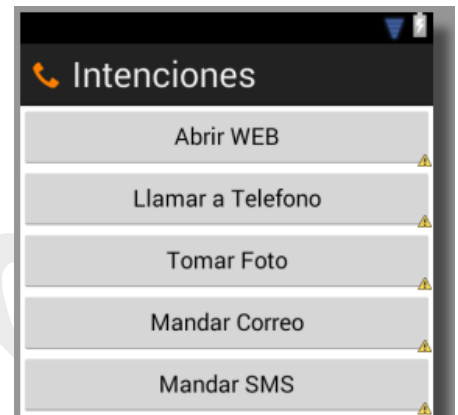 Intenciones
Abrir WEB
Llamar a Telefono
Tomar Foto
Mandar Correo
Mandar SMS